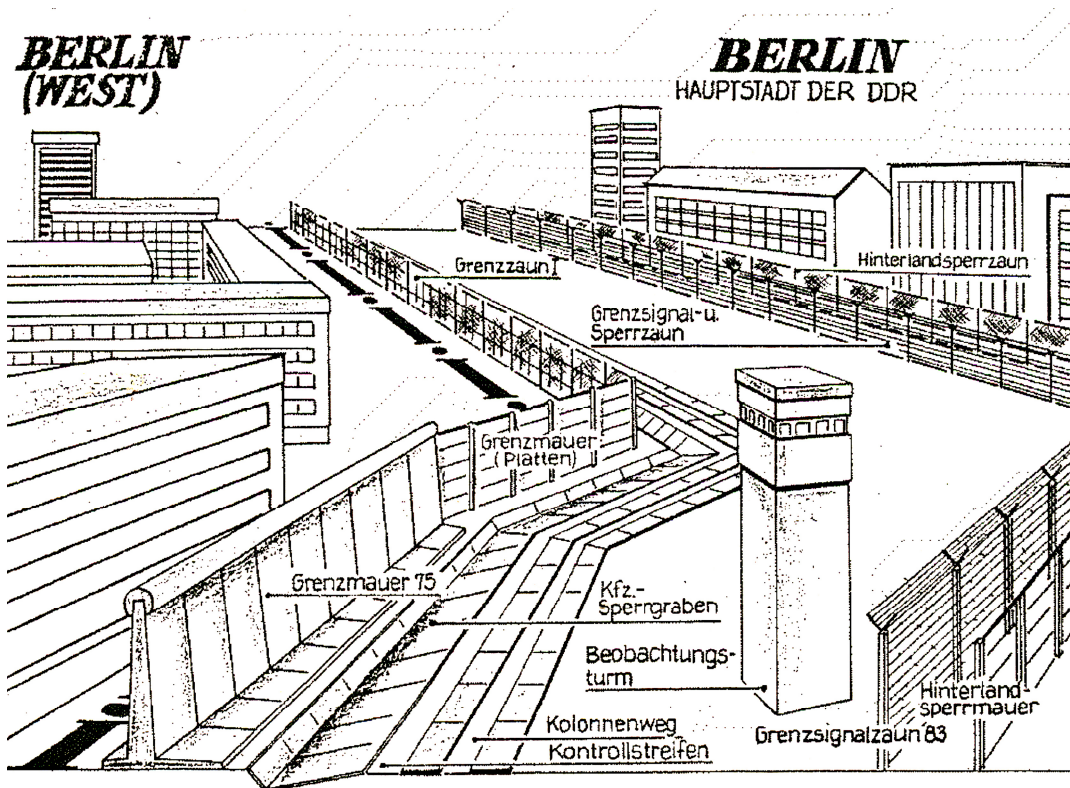 BERLIN
(WEST)
BERLIN
HAUPTSTADT DER DDR
Grenzzaun I
Hinterlandsperrzaun
Grenzsignal-u.
Sperrzaun
Grenzmauer
(Platten)
Grenzmauer 75
Kfz.-
Sperrgraben
Beobachtungs-
turm
Hinterland-
sperrmauer
Kolonnenweg
Grenzsignalzaun '83
Kontrollstreifen